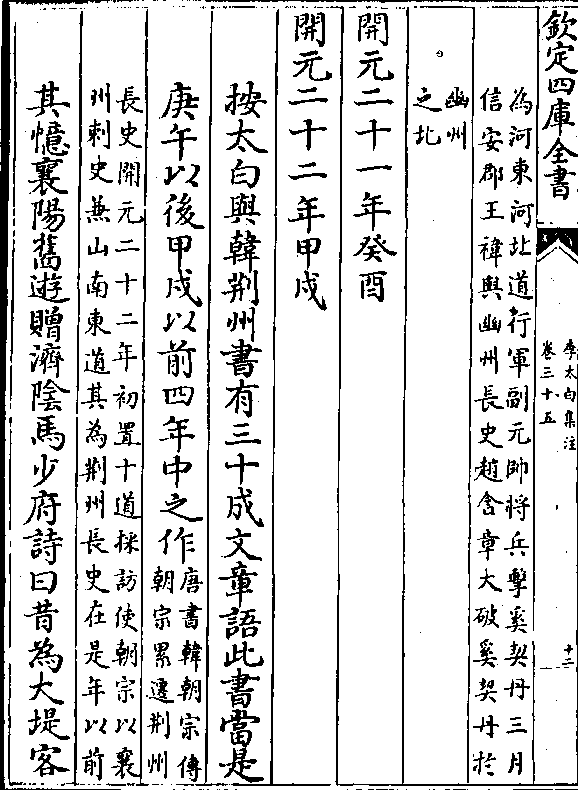 欽定四庫全書
李太白集注
卷三十五
十二
為河東河北道行軍副元帥將兵擊奚契丹三月
信安郡王禕與幽州長史趙含章大破奚契丹於
幽州
之北
開元二十一年癸酉
開元二十二年甲戌
按太白與韓荆州書有三十成文章語此書當是
庚午以後甲戌以前四年中之作
唐書韓朝宗傳
朝宗累遷荆州
長史開元二十二年初置十道採訪使朝宗以襄
州刺史兼山南東道其為荆州長史在是年以前
其憶襄陽舊遊贈濟陰馬少府詩曰昔為大堤客